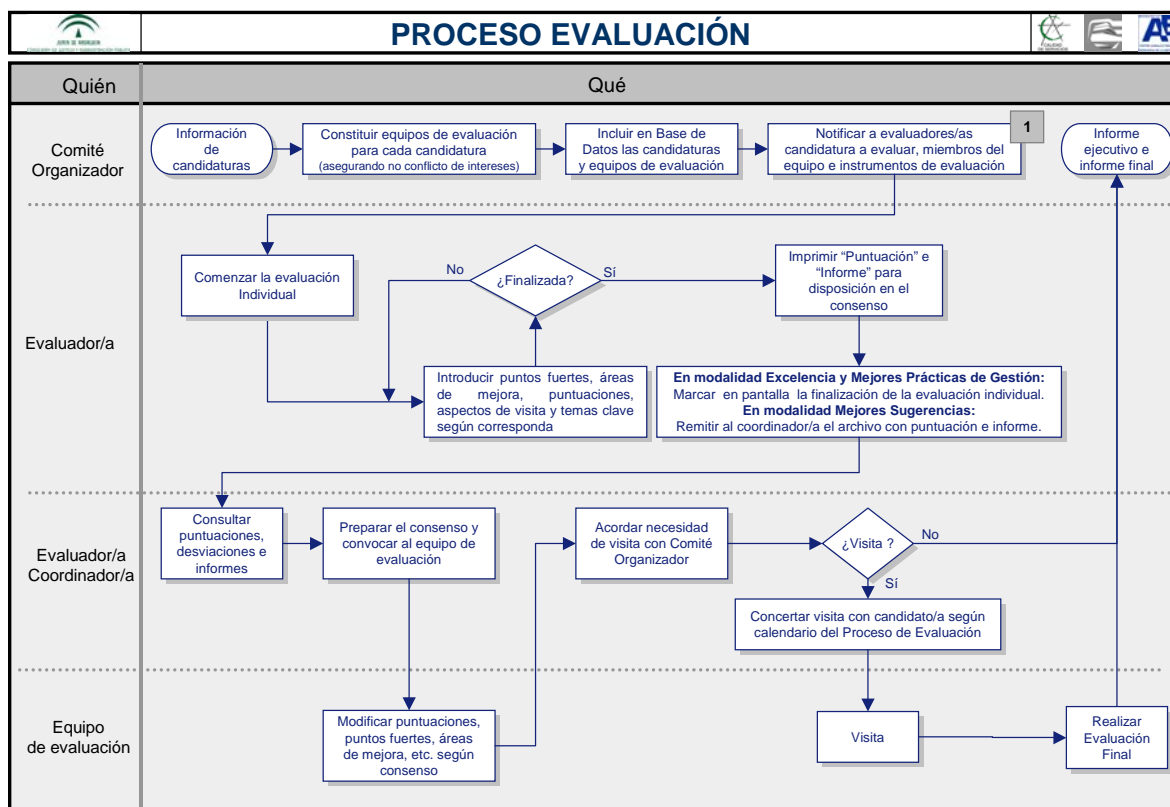 PROCESO EVALUACIÓN
Quién
Qué
Comité
Organizador
Información
de
candidaturas
Constituir equipos de evaluación
para cada candidatura
(asegurando no conflicto de intereses)
Incluir en Base de
Datos las candidaturas
y equipos de evaluación
Notificar a evaluadores/as
candidatura a evaluar, miembros del
equipo e instrumentos de evaluación
1
Informe
ejecutivo e
informe final
Evaluador/a
Comenzar la evaluación
Individual
No
¿Finalizada?
Sí
Imprimir “Puntuación” e
“Informe” para
disposición en el
consenso
Introducir puntos fuertes, áreas
de mejora, puntuaciones,
aspectos de visita y temas clave
según corresponda
En modalidad Excelencia y Mejores Prácticas de Gestión:
Marcar en pantalla la finalización de la evaluación individual.
En modalidad Mejores Sugerencias:
Remitir al coordinador/a el archivo con puntuación e informe.
Evaluador/a
Coordinador/a
Consultar
puntuaciones,
desviaciones e
informes
Preparar el consenso y
convocar al equipo de
evaluación
Acordar necesidad
de visita con Comité
Organizador
¿Visita ?
No
Sí
Concertar visita con candidato/a según
calendario del Proceso de Evaluación
Equipo
de evaluación
Modificar puntuaciones,
puntos fuertes, áreas
de mejora, etc. según
consenso
Visita
Realizar
Evaluación
Final